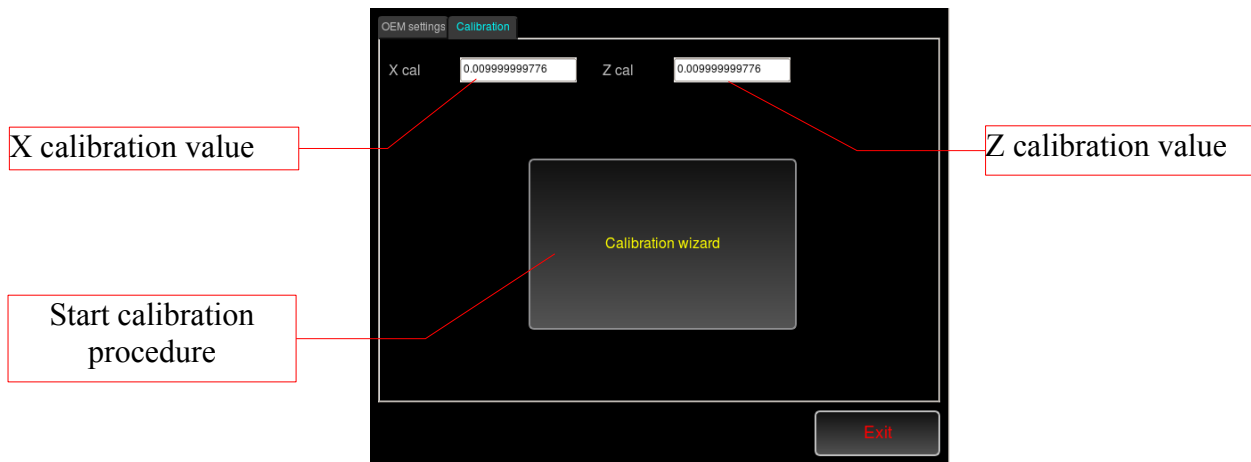 OEM settings Calibration
X cal 0.009999999776 Z cal 0.009999999776
X calibration value
Z calibration value
Calibration wizard
Start calibration
procedure
Exit